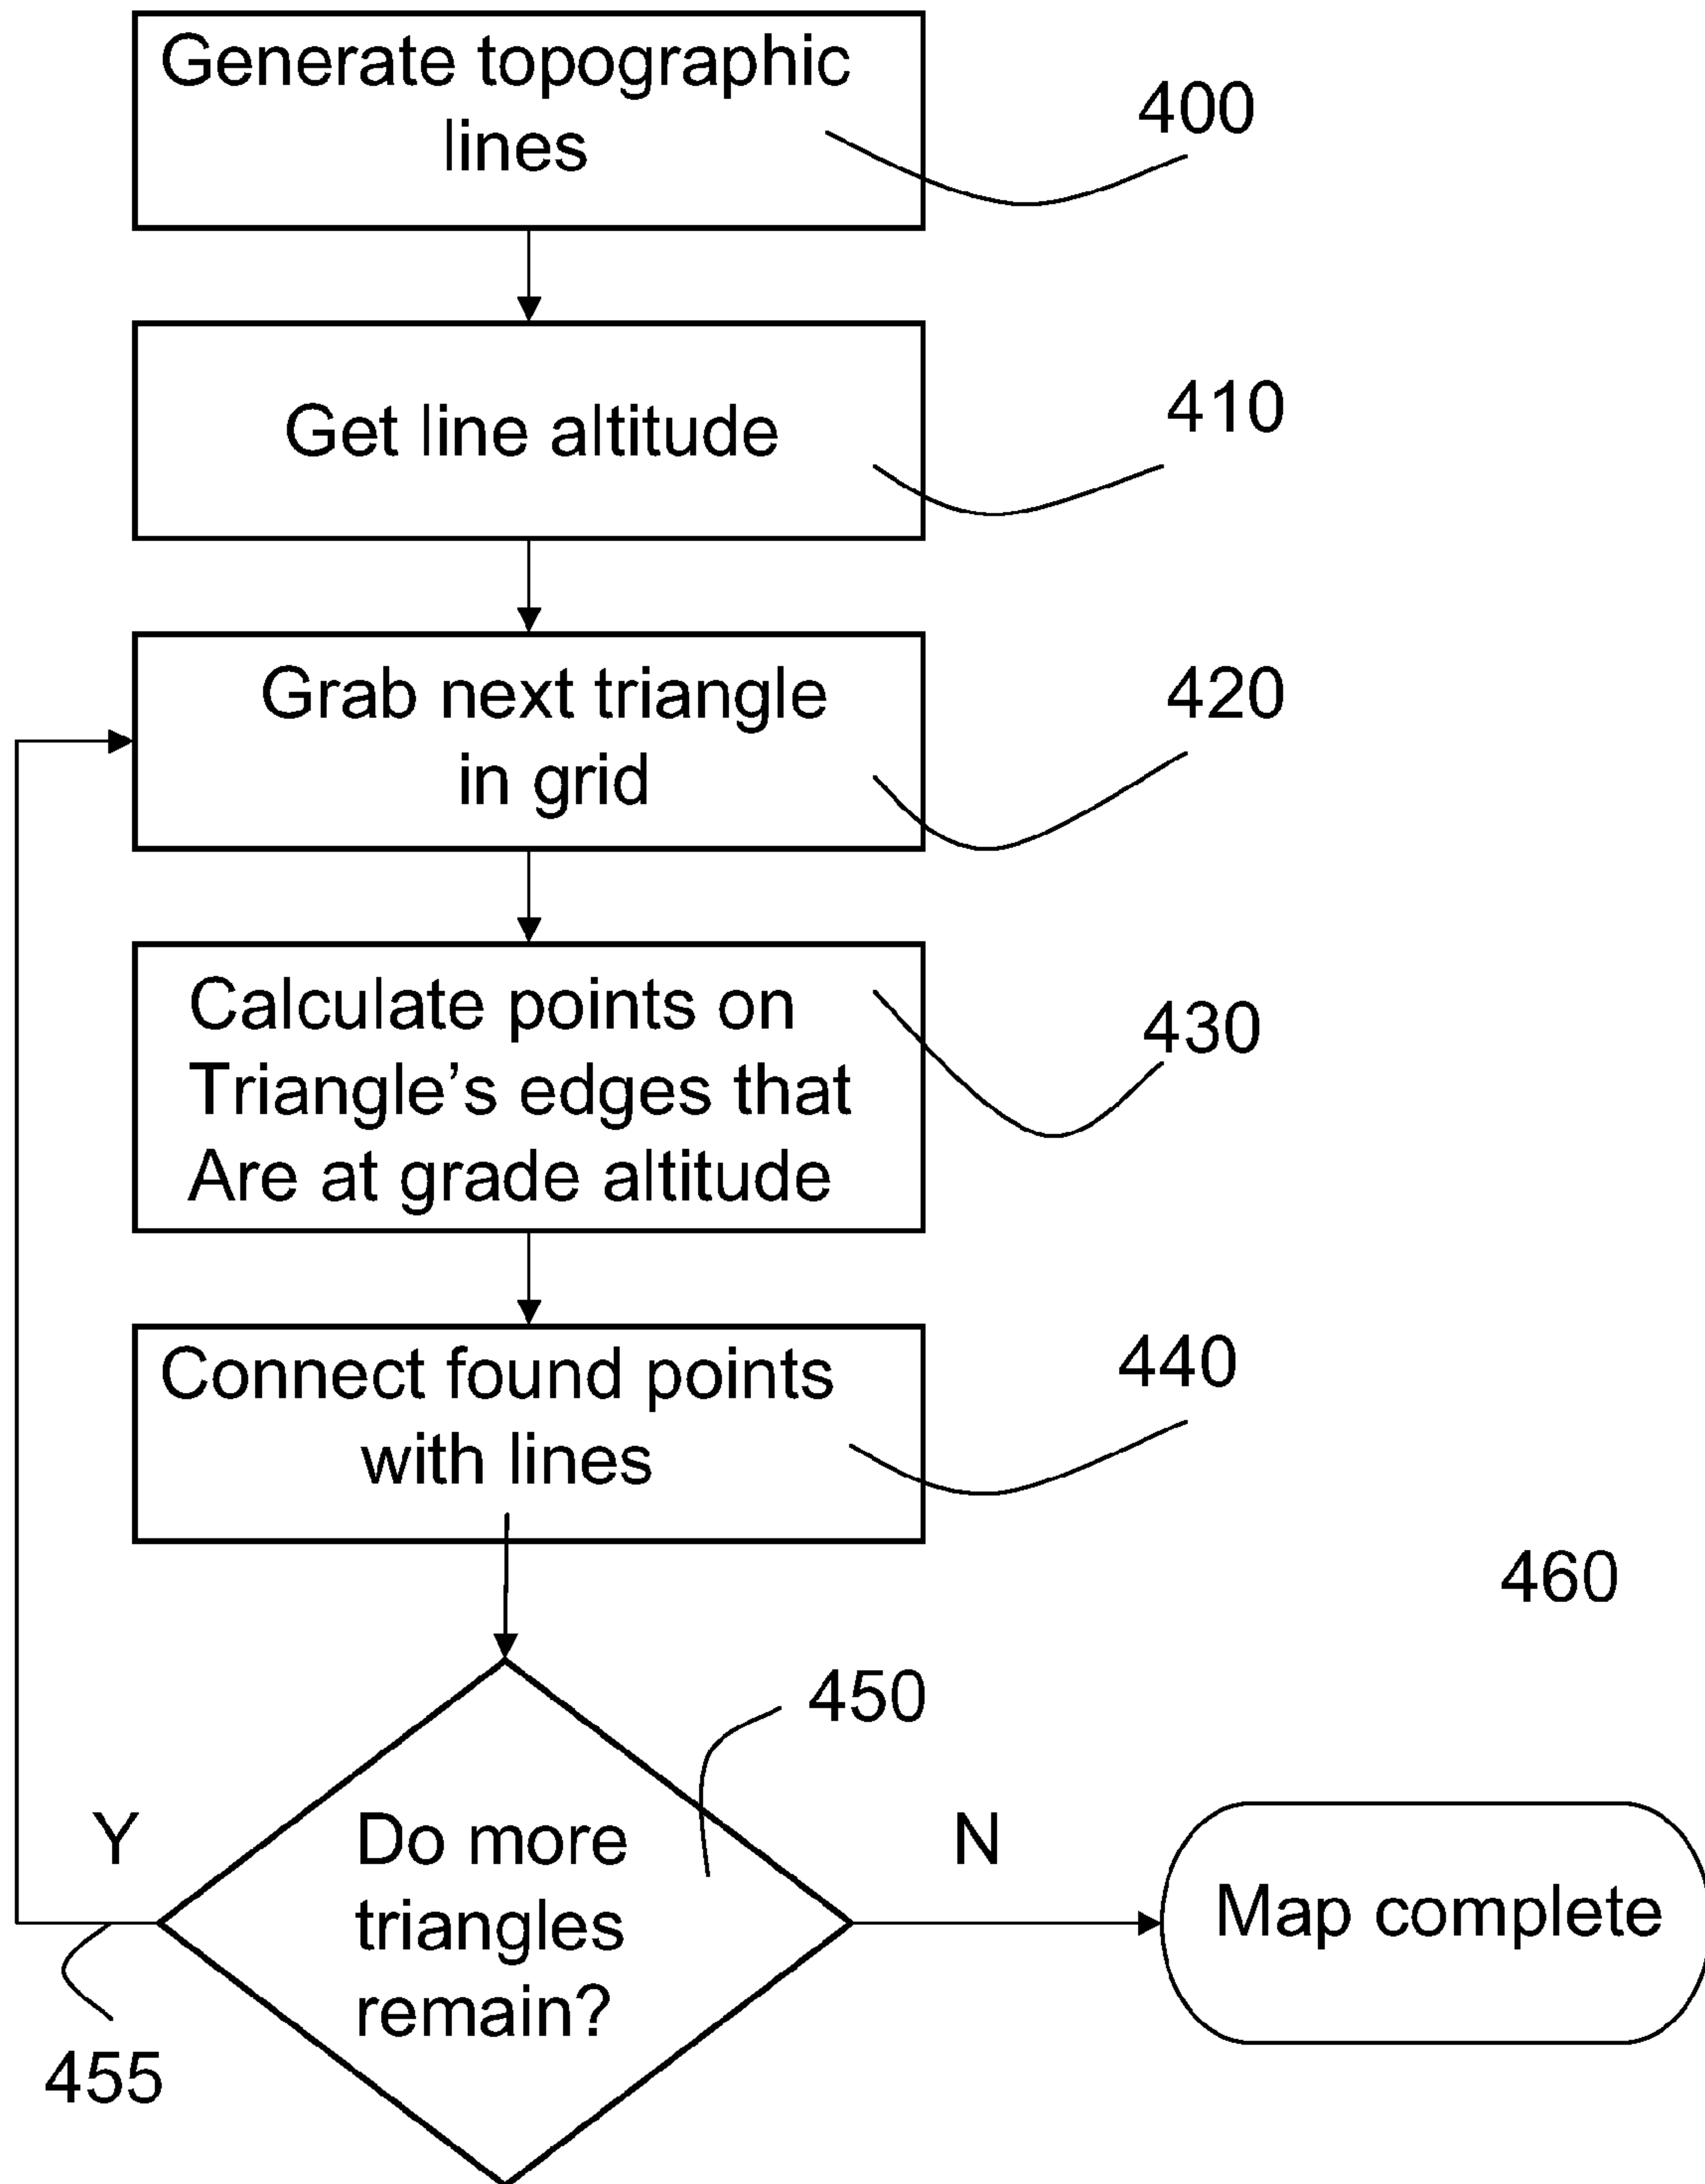 Generate topographic
lines
400
Get line altitude
410
Grab next triangle
in grid
420
Calculate points on
Triangle’s edges that
Are at grade altitude
430
Connect found points
with lines
440
460
450
Y
Do more
triangles
remain?
N
Map complete
455